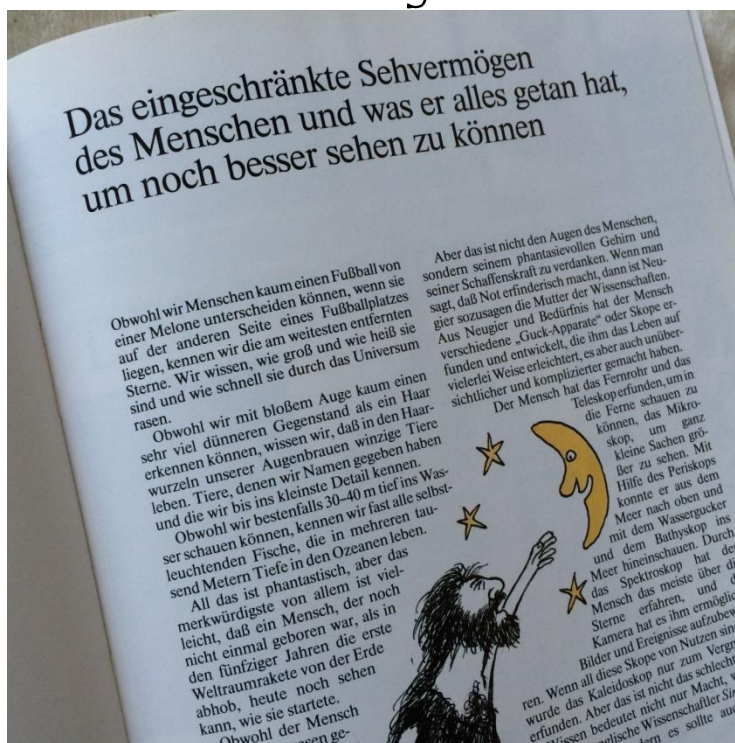 Das eingeschränkte Sehvermögen
des Menschen und was er alles getan hat,
um noch besser sehen zu können
Obwohl wir Menschen kaum einen Fußball von
einer Melone unterscheiden können, wenn sie
auf der anderen Seite eines Fußballplatzes
liegen, kennen wir die am weitesten entfernten
Sterne. Wir wissen, wie groß und wie heiß sie
sind und wie schnell sie durch das Universum
rasen.
Obwohl wir mit bloßem Auge kaum einen
sehr viel dünneren Gegenstand als ein Haar
erkennen können, wissen wir, daß in den Haar-
wurzeln unserer Augenbrauen winzige Tiere
leben. Tiere, denen wir Namen gegeben haben
und die wir bis ins kleinste Detail kennen.
Obwohl wir bestenfalls 30–40 m tief ins Was-
ser schauen können, kennen wir fast alle selbst-
leuchtenden Fische, die in mehreren tau-
send Metern Tiefe in den Ozeanen leben.
All das ist phantastisch, aber das
merkwürdigste von allem ist viel-
leicht, daß ein Mensch, der noch
nicht einmal geboren war, als in
den fünfziger Jahren die erste
Weltraumrakete von der Erde
abhob, heute noch sehen
kann, wie sie startete.
Obwohl der Mensch
Aber das ist nicht den Augen des Menschen,
sondern seinem phantasievollen Gehirn und
seiner Schaffenskraft zu verdanken. Wenn man
sagt, daß Not erfinderisch macht, dann ist Neu-
gier sozusagen die Mutter der Wissenschaften.
Aus Neugier und Bedürfnis hat der Mensch
verschiedene „Guck-Apparate" oder Skope er-
funden und entwickelt, die ihm das Leben auf
vielerlei Weise erleichtert, es aber auch unüber-
sichtlicher und komplizierter gemacht haben.
Der Mensch hat das Fernrohr und das
Teleskop erfunden, um in
die Ferne schauen zu
können, das Mikro-
skop, um ganz
kleine Sachen grö-
ßer zu sehen. Mit
Hilfe des Periskops
konnte er aus dem
Meer nach oben und
mit dem Wassergucker
und dem Bathyskop ins
Meer hineinschauen. Durch
das Spektroskop hat der
Mensch das meiste über die
Sterne erfahren, und d
Kamera hat es ihm ermöglic
Bilder und Ereignisse aufzubew
ren. Wenn all diese Skope von Nutzen sin
wurde das Kaleidoskop nur zum Vergn
erfunden. Aber das ist nicht das schlecht
Wissen bedeutet nicht nur Macht, w
lische Wissenschaftler Sir
es sollte auc